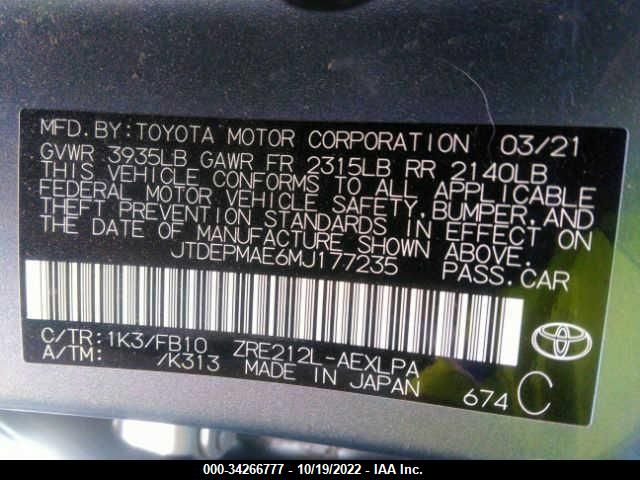 MFD. BY: TOYOTA MOTOR CORPORATION 03/21
GVWR 3935LB GAWR FR 2315LB RR 2140LB
THIS VEHICLE CONFORMS TO ALL APPLICABLE
FEDERAL MOTOR VEHICLE SAFETY, BUMPER, AND
THEFT PREVENTION STANDARDS IN EFFECT ON
THE DATE OF MANUFACTURE SHOWN ABOVE.
JTDEPMAE6MJ177235 PASS. CAR
C/TR: 1K3/FB10 ZRE212L-AEXLPA
A/TM: /K313 MADE IN JAPAN
674 C
000-34266777 - 10/19/2022 - IAA Inc.